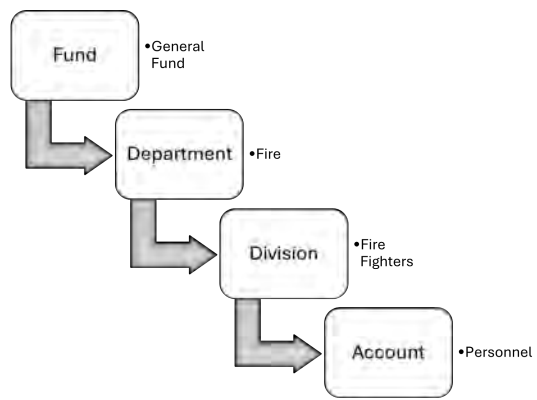 Fund
•General
Fund
Department
•Fire
Division
•Fire
Fighters
Account
•Personnel